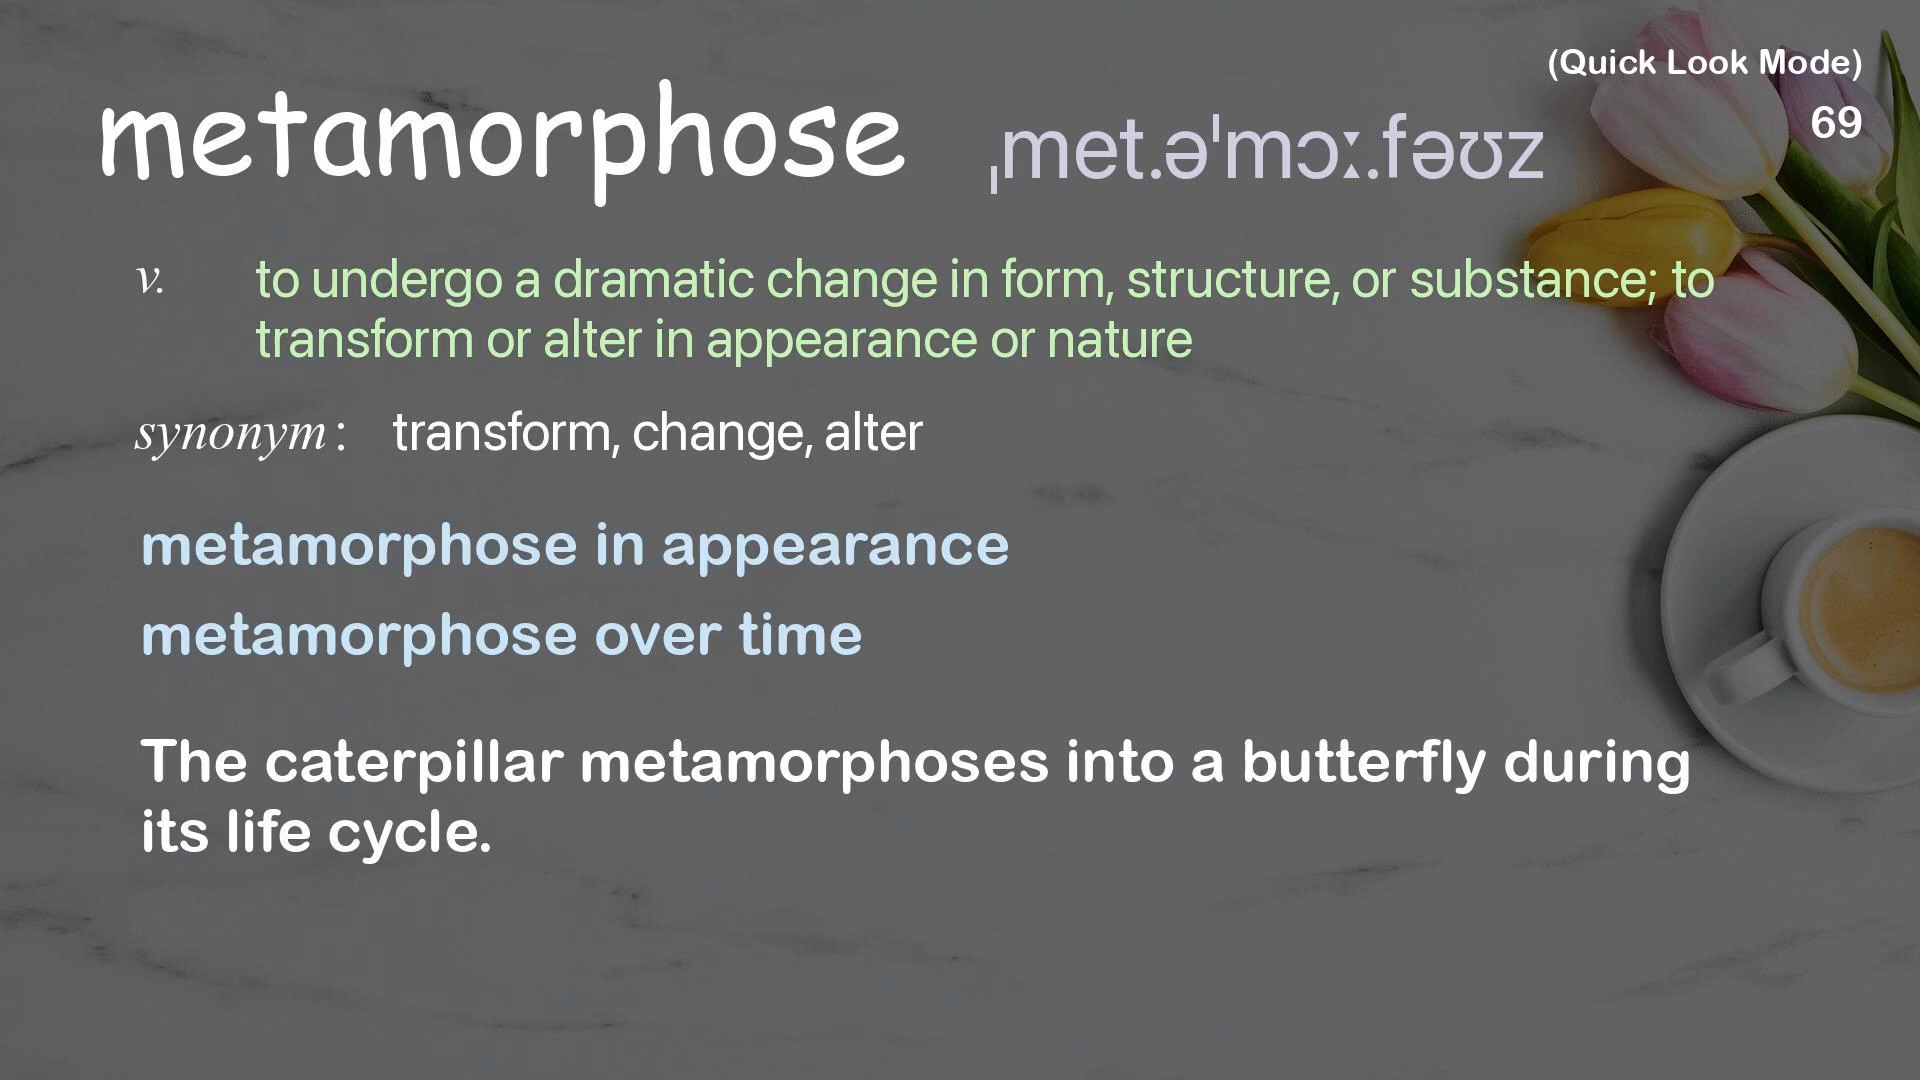 (Quick Look Mode)
69
metamorphose ˌmet.əˈmɔː.fəʊz
v. to undergo a dramatic change in form, structure, or substance; to
transform or alter in appearance or nature
synonym : transform, change, alter
metamorphose in appearance
metamorphose over time
The caterpillar metamorphoses into a butterfly during
its life cycle.